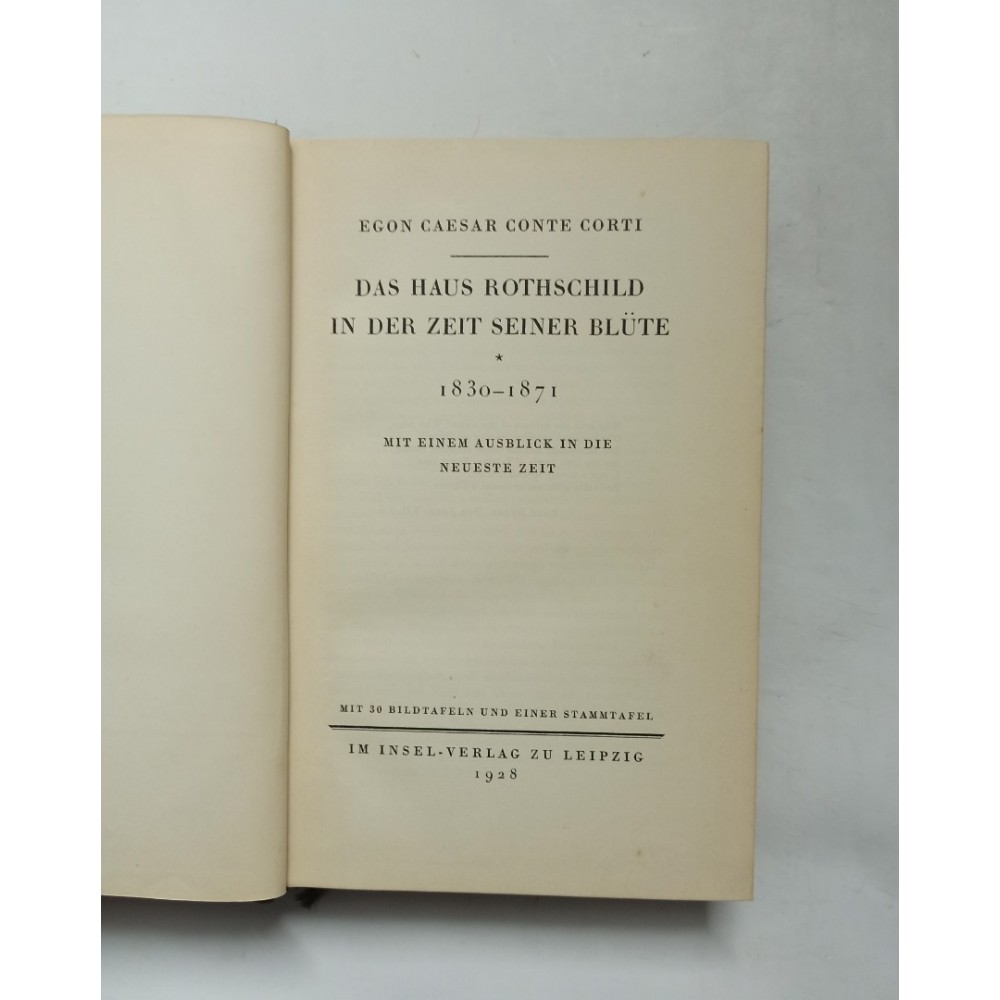 EGON CAESAR CONTE CORTI
DAS HAUS ROTHSCHILD
IN DER ZEIT SEINER BLÜTE
*
1830–1871
MIT EINEM AUSBLICK IN DIE
NEUESTE ZEIT
MIT 30 BILDTAFELN UND EINER STAMMTAFEL
IM INSEL-VERLAG ZU LEIPZIG
1928